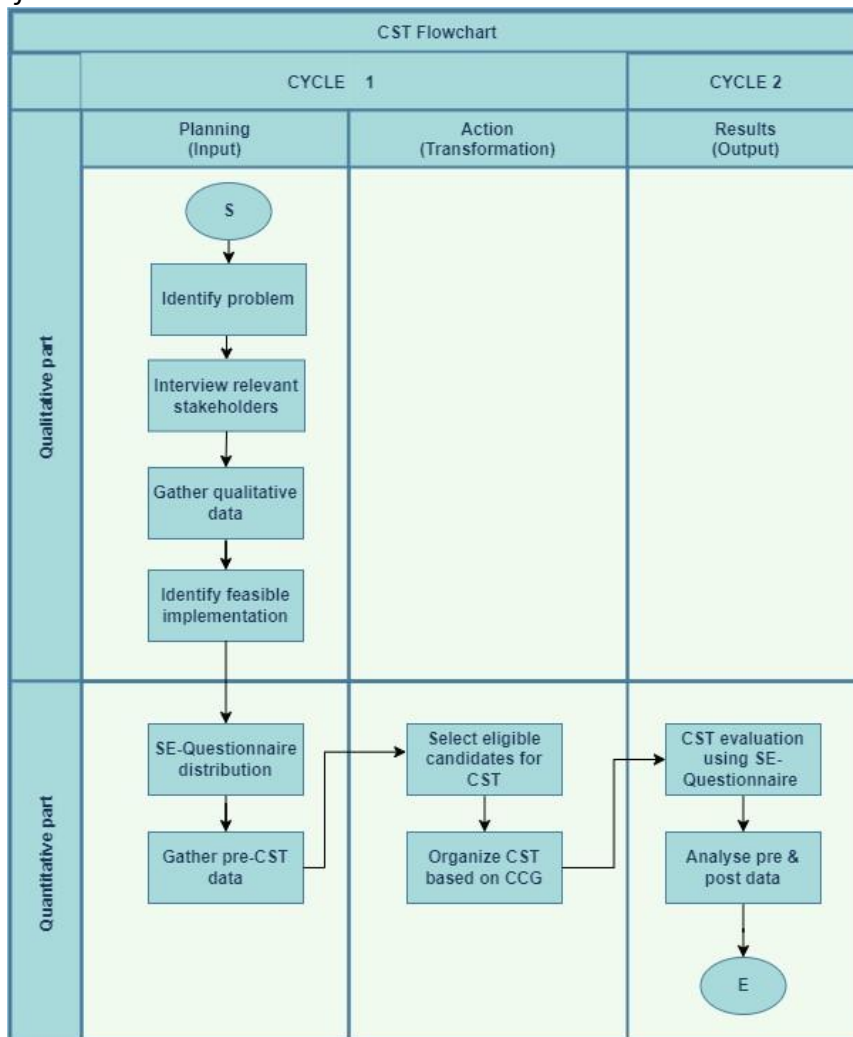 CST Flowchart
CYCLE 1
CYCLE 2
Planning
(Input)
Action
(Transformation)
Results
(Output)
Qualitative part
S
Identify problem
Interview relevant
stakeholders
Gather qualitative
data
Identify feasible
implementation
Quantitative part
SE-Questionnaire
distribution
Gather pre-CST
data
Select eligible
candidates for
CST
Organize CST
based on CCG
CST evaluation
using SE-
Questionnaire
Analyse pre &
post data
E